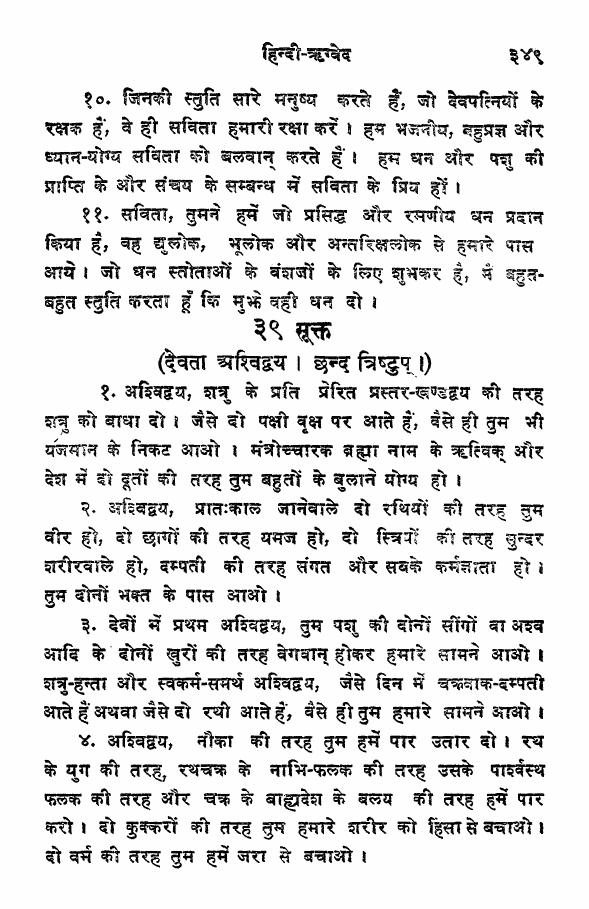 हिन्दी-ऋग्वेद ३४९
१०. जिनकी स्तुति सारे मनुष्य करते हैं, जो देवपत्नियों के
रक्षक हैं, वे ही सविता हमारी रक्षा करें। हम भजनीय, बहुप्रज्ञ और
ध्यान-योग्य सविता को बलवान् करते हैं। हम धन और पशु की
प्राप्ति के और संचय के सम्बन्ध में सविता के प्रिय हों।
११. सविता, तुमने हमें जो प्रसिद्ध और रमणीय धन प्रदान
किया है, वह द्युलोक, भूलोक और अन्तरिक्षलोक से हमारे पास
आये। जो धन स्तोताओं के वंशजों के लिए शुभकर है, मैं बहुत-
बहुत स्तुति करता हूँ कि मुझे वही धन दो।
३९ सूक्त
(देवता अश्विद्वय। छन्द त्रिष्टुप्।)
१. अश्विद्वय, शत्रु के प्रति प्रेरित प्रस्तर-खण्डद्वय की तरह
शत्रु को बाधा दो। जैसे दो पक्षी वृक्ष पर आते हैं, वैसे ही तुम भी
यजमान के निकट आओ। मंत्रोच्चारक ब्रह्मा नाम के ऋत्विक् और
देश में दो दूतों की तरह तुम बहुतों के बुलाने योग्य हो।
२. अश्विद्वय, प्रातःकाल जानेवाले दो रथियों की तरह तुम
वीर हो, दो छागों की तरह यमज हो, दो स्त्रियों की तरह सुन्दर
शरीरवाले हो, दम्पती की तरह संगत और सबके कर्मज्ञाता हो।
तुम दोनों भक्त के पास आओ।
३. देवों में प्रथम अश्विद्वय, तुम पशु की दोनों सींगों वा अश्व
आदि के दोनों खुरों की तरह वेगवान् होकर हमारे सामने आओ।
शत्रु-हन्ता और स्वकर्म-समर्थ अश्विद्वय, जैसे दिन में चक्रवाक-दम्पती
आते हैं अथवा जैसे दो रथी आते हैं, वैसे ही तुम हमारे सामने आओ।
४. अश्विद्वय, नौका की तरह तुम हमें पार उतार दो। रथ
के युग की तरह, रथचक्र के नाभि-फलक की तरह उसके पार्श्वस्थ
फलक की तरह और चक्र के बाह्यदेश के वलय की तरह हमें पार
करो। दो कुक्करों की तरह तुम हमारे शरीर को हिंसा से बचाओ।
दो वर्म की तरह तुम हमें जरा से बचाओ।